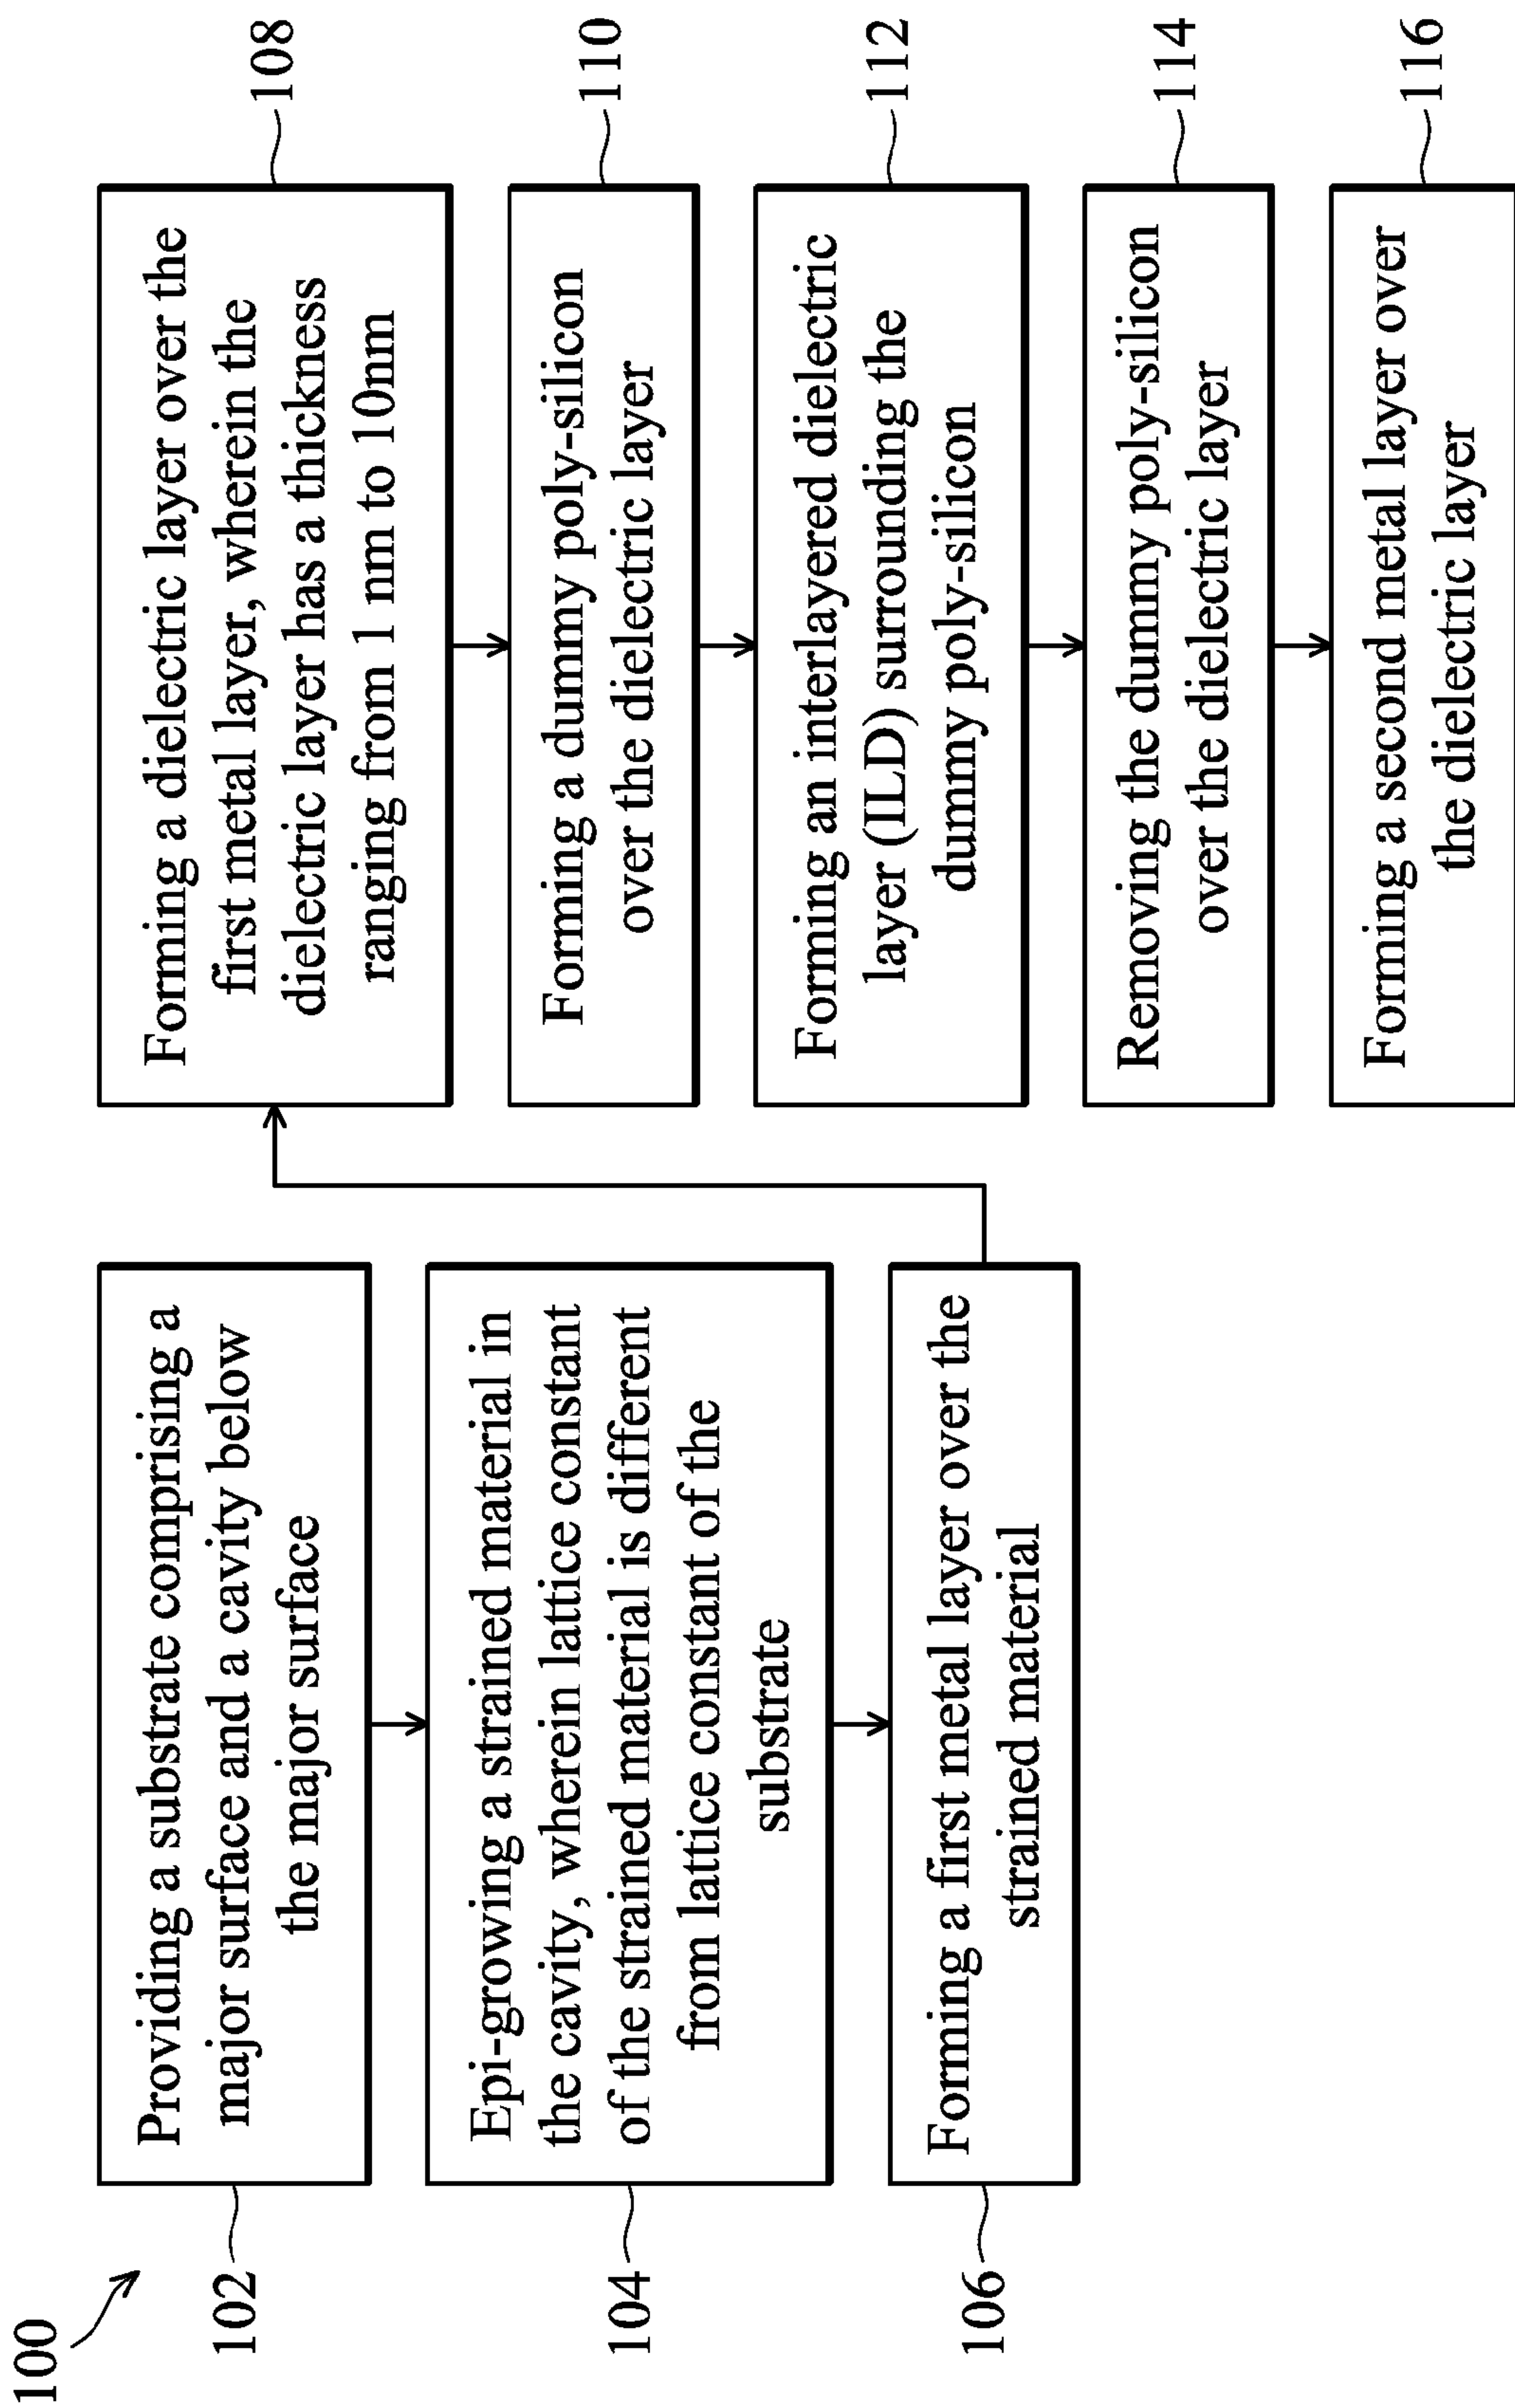 100
102
Providing a substrate comprising a
major surface and a cavity below
the major surface
104
Epi-growing a strained material in
the cavity, wherein lattice constant
of the strained material is different
from lattice constant of the
substrate
106
Forming a first metal layer over the
strained material
Forming a dielectric layer over the
first metal layer, wherein the
dielectric layer has a thickness
ranging from 1 nm to 10nm
108
Forming a dummy poly-silicon
over the dielectric layer
110
Forming an interlayered dielectric
layer (ILD) surrounding the
dummy poly-silicon
112
Removing the dummy poly-silicon
over the dielectric layer
114
Forming a second metal layer over
the dielectric layer
116